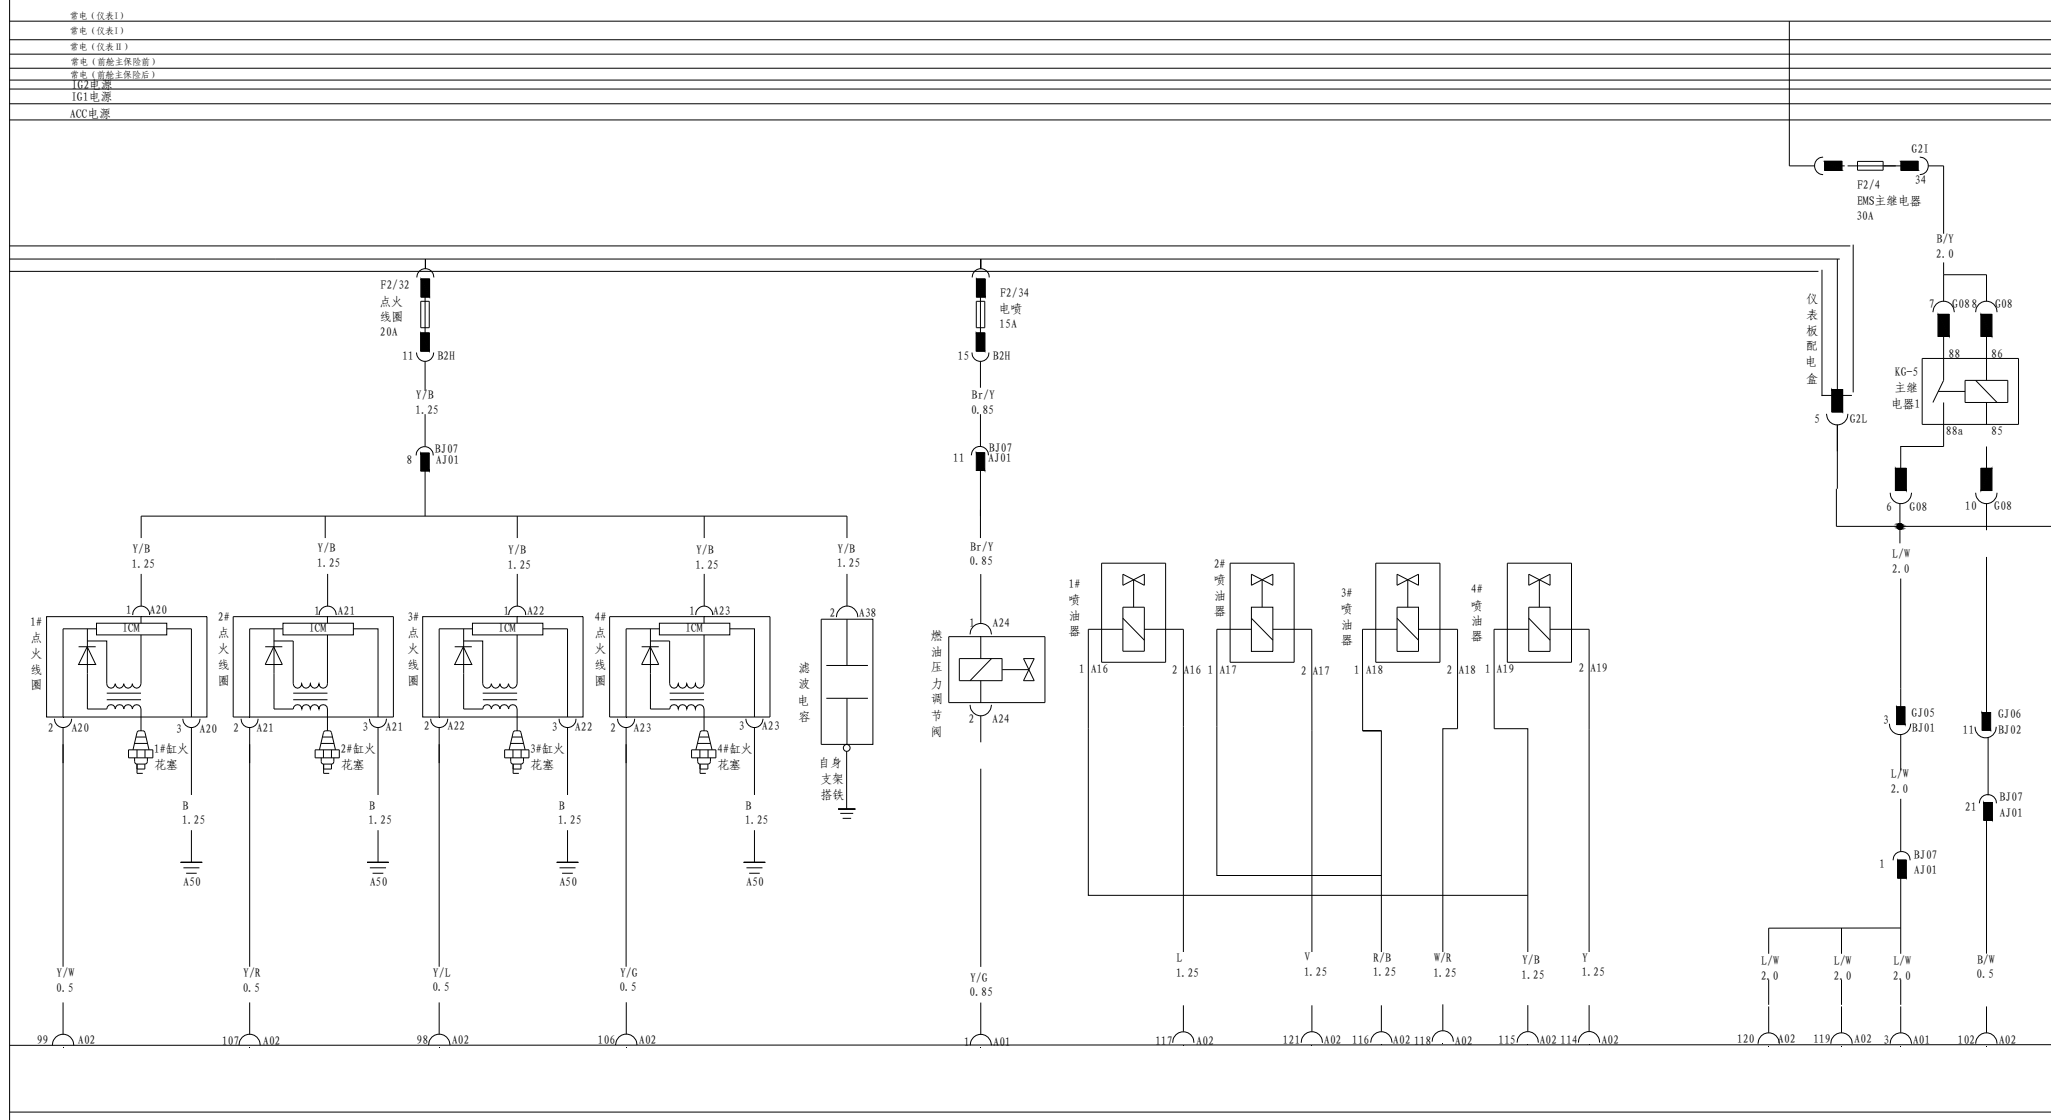 常电(仪表I)
常电(仪表I)
常电(仪表II)
常电(前舱主保险前)
常电(前舱主保险后)
IG2电源
IG1电源
ACC电源
G2I
34
F2/4
EMS主继电器
30A
B/Y
2.0
F2/32
点火
线圈
20A
11 B2H
Y/B
1.25
BJ07
8 AJ01
F2/34
电喷
15A
15 B2H
Br/Y
0.85
BJ07
11 AJ01
仪表板配电盒
5 G2L
7 G08 8 G08
88 86
KG-5
主继
电器1
88a 85
6 G08
10 G08
Y/B
1.25
Y/B
1.25
Y/B
1.25
Y/B
1.25
Y/B
1.25
Br/Y
0.85
L/W
2.0
1 A20
1 A21
1 A22
1 A23
2 A38
1 A24
1#点火线圈
ICM
2#点火线圈
ICM
3#点火线圈
ICM
4#点火线圈
ICM
滤波电容
燃油压力调节阀
1#喷油器
2#喷油器
3#喷油器
4#喷油器
1 A16 2 A16
1 A17 2 A17
1 A18 2 A18
1 A19 2 A19
2 A20 3 A20
2 A21 3 A21
2 A22 3 A22
2 A23 3 A23
2 A24
1#缸火
花塞
2#缸火
花塞
3#缸火
花塞
4#缸火
花塞
自身
支架
搭铁
GJ05
3 BJ01
GJ06
11 BJ02
L/W
2.0
BJ07
21 AJ01
B
1.25
B
1.25
B
1.25
B
1.25
BJ07
1 AJ01
A50
A50
A50
A50
Y/W
0.5
Y/R
0.5
Y/L
0.5
Y/G
0.5
Y/G
0.85
L
1.25
V
1.25
R/B
1.25
W/R
1.25
Y/B
1.25
Y
1.25
L/W
2.0
L/W
2.0
L/W
2.0
B/W
0.5
99 A02
107 A02
98 A02
106 A02
1 A01
117 A02
121 A02
116 A02
118 A02
115 A02
114 A02
120 A02
119 A02
3 A01
102 A02